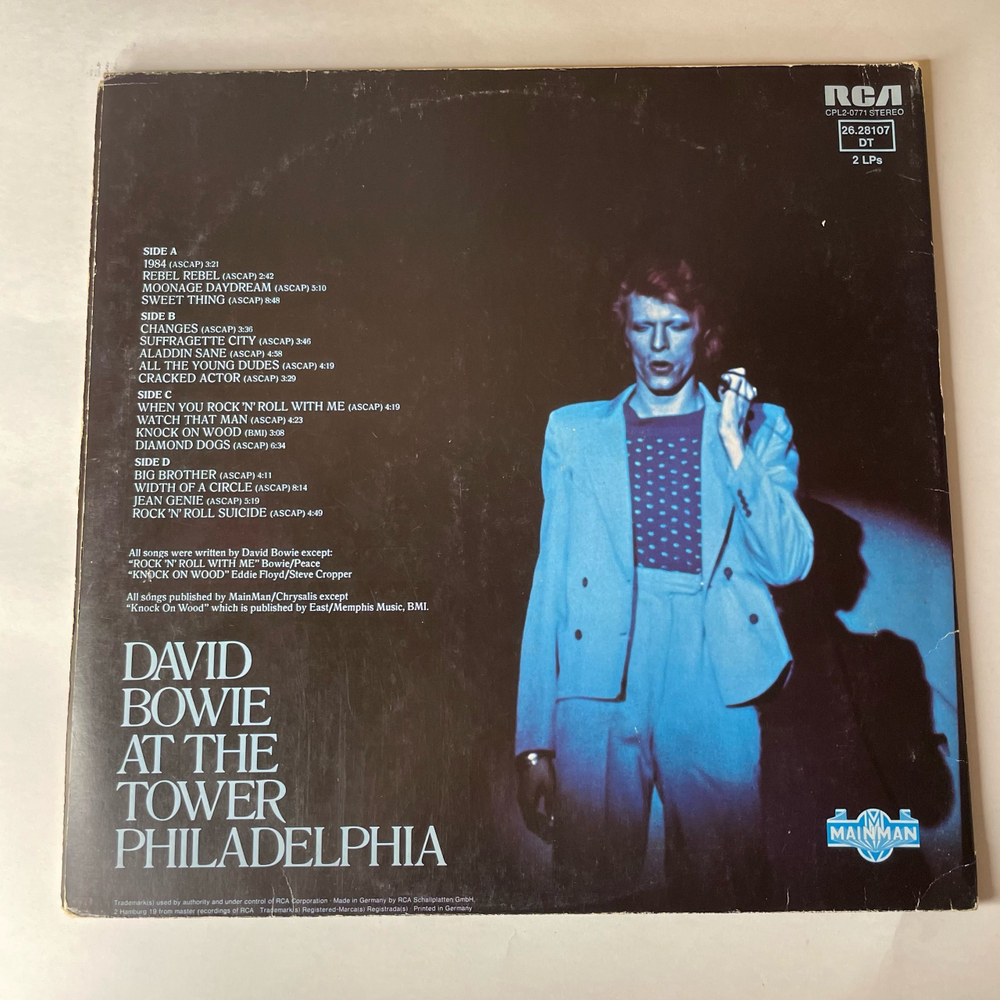 RCA
CPL2-0771 STEREO
26.28107
DT
2 LPs
SIDE A
1984 (ASCAP) 3:21
REBEL REBEL (ASCAP) 2:42
MOONAGE DAYDREAM (ASCAP) 5:10
SWEET THING (ASCAP) 8:48
SIDE B
CHANGES (ASCAP) 3:36
SUFFRAGETTE CITY (ASCAP) 3:46
ALADDIN SANE (ASCAP) 4:58
ALL THE YOUNG DUDES (ASCAP) 4:19
CRACKED ACTOR (ASCAP) 3:29
SIDE C
WHEN YOU ROCK 'N' ROLL WITH ME (ASCAP) 4:19
WATCH THAT MAN (ASCAP) 4:23
KNOCK ON WOOD (BMI) 3:08
DIAMOND DOGS (ASCAP) 6:34
SIDE D
BIG BROTHER (ASCAP) 4:11
WIDTH OF A CIRCLE (ASCAP) 8:14
JEAN GENIE (ASCAP) 5:19
ROCK 'N' ROLL SUICIDE (ASCAP) 4:49
All songs were written by David Bowie except:
"ROCK 'N' ROLL WITH ME" Bowie/Peace
"KNOCK ON WOOD" Eddie Floyd/Steve Cropper
All songs published by MainMan/Chrysalis except
"Knock On Wood" which is published by East/Memphis Music, BMI.
DAVID
BOWIE
AT THE
TOWER
PHILADELPHIA
MAINMAN
Trademark(s) used by authority and under control of RCA Corporation · Made in Germany by RCA Schallplatten GmbH,
2 Hamburg 19 from master recordings of RCA Trademark(s) Registered-Marca(s) Registrada(s) · Printed in Germany